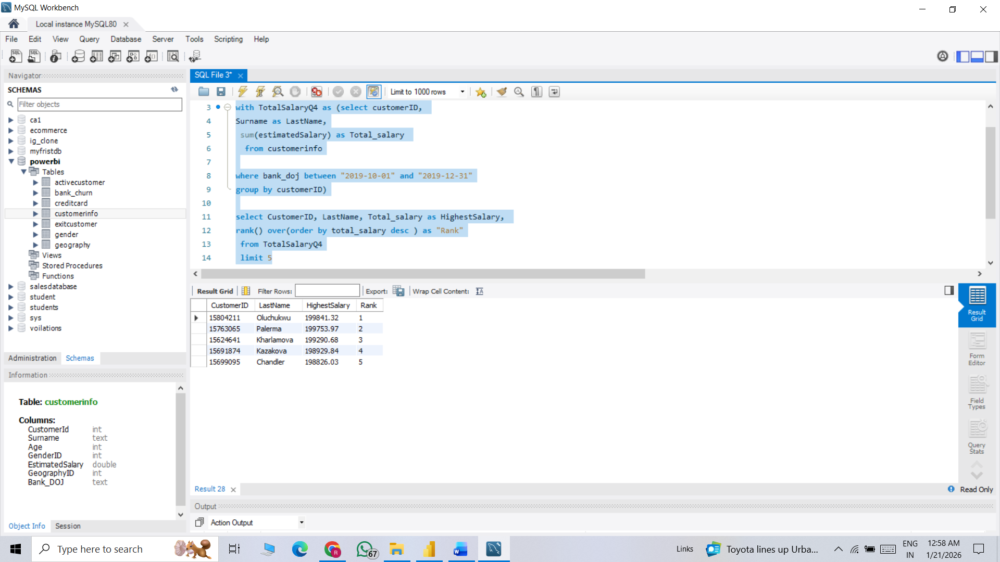 MySQL Workbench
Local instance MySQL80
File Edit View Query Database Server Tools Scripting Help
Navigator
SCHEMAS
Filter objects
ca1
ecommerce
ig_clone
myfristdb
powerbi
Tables
activecustomer
bank_churn
creditcard
customerinfo
exitcustomer
gender
geography
Views
Stored Procedures
Functions
salesdatabase
student
students
sys
voilations
Administration Schemas
Information
Table: customerinfo
Columns:
CustomerId int
Surname text
Age int
GenderID int
EstimatedSalary double
GeographyID int
Bank_DOJ text
Object Info Session
SQL File 3*
Limit to 1000 rows
3 with TotalSalaryQ4 as (select customerID,
4 Surname as LastName,
5 sum(estimatedSalary) as Total_salary
6 from customerinfo
7
8 where bank_doj between "2019-10-01" and "2019-12-31"
9 group by customerID)
10
11 select CustomerID, LastName, Total_salary as HighestSalary,
12 rank() over(order by total_salary desc ) as "Rank"
13 from TotalSalaryQ4
14 limit 5
Result Grid Filter Rows: Export: Wrap Cell Content:
CustomerID LastName HighestSalary Rank
15804211 Oluchukwu 199841.32 1
15763065 Palerma 199753.97 2
15624641 Kharlamova 199290.68 3
15691874 Kazakova 198929.84 4
15699095 Chandler 198826.03 5
Result
Grid
Form
Editor
Field
Types
Query
Stats
Result 28
Read Only
Output
Action Output
Type here to search
67
Links
Toyota lines up Urba...
ENG
IN
12:58 AM
1/21/2026